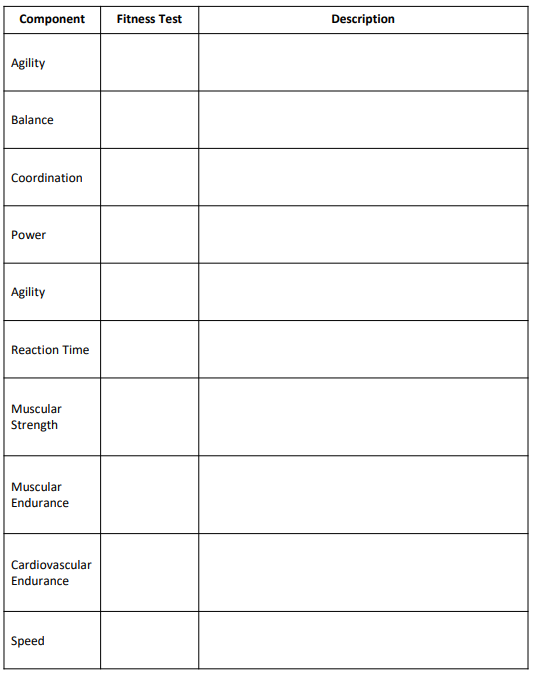 Component Fitness Test Description
Agility
Balance
Coordination
Power
Agility
Reaction Time
Muscular
Strength
Muscular
Endurance
Cardiovascular
Endurance
Speed